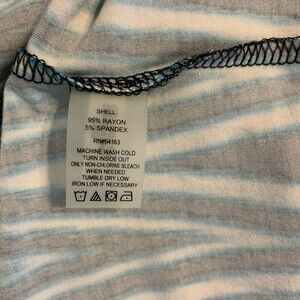 SHELL
95% RAYON
5% SPANDEX
RN#54163
MACHINE WASH COLD
TURN INSIDE OUT
ONLY NON-CHLORINE BLEACH
WHEN NEEDED
TUMBLE DRY LOW
IRON LOW IF NECESSARY